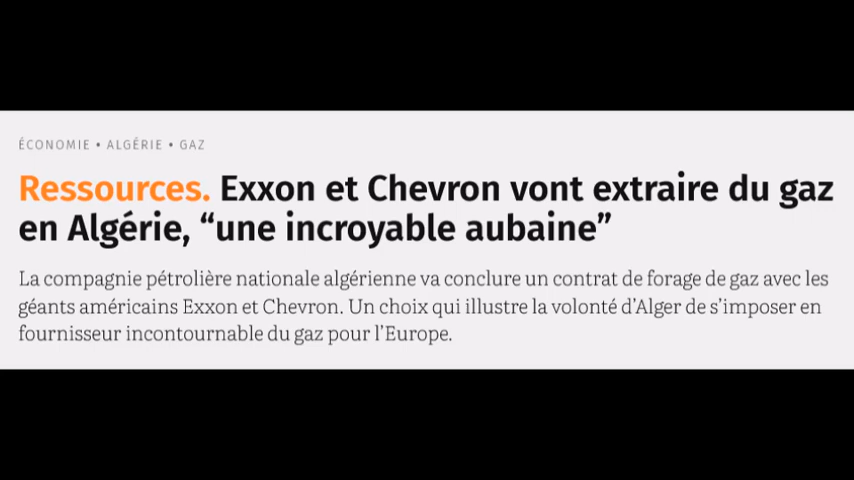 ÉCONOMIE • ALGÉRIE • GAZ
Ressources. Exxon et Chevron vont extraire du gaz
en Algérie, “une incroyable aubaine”
La compagnie pétrolière nationale algérienne va conclure un contrat de forage de gaz avec les
géants américains Exxon et Chevron. Un choix qui illustre la volonté d’Alger de s’imposer en
fournisseur incontournable du gaz pour l’Europe.